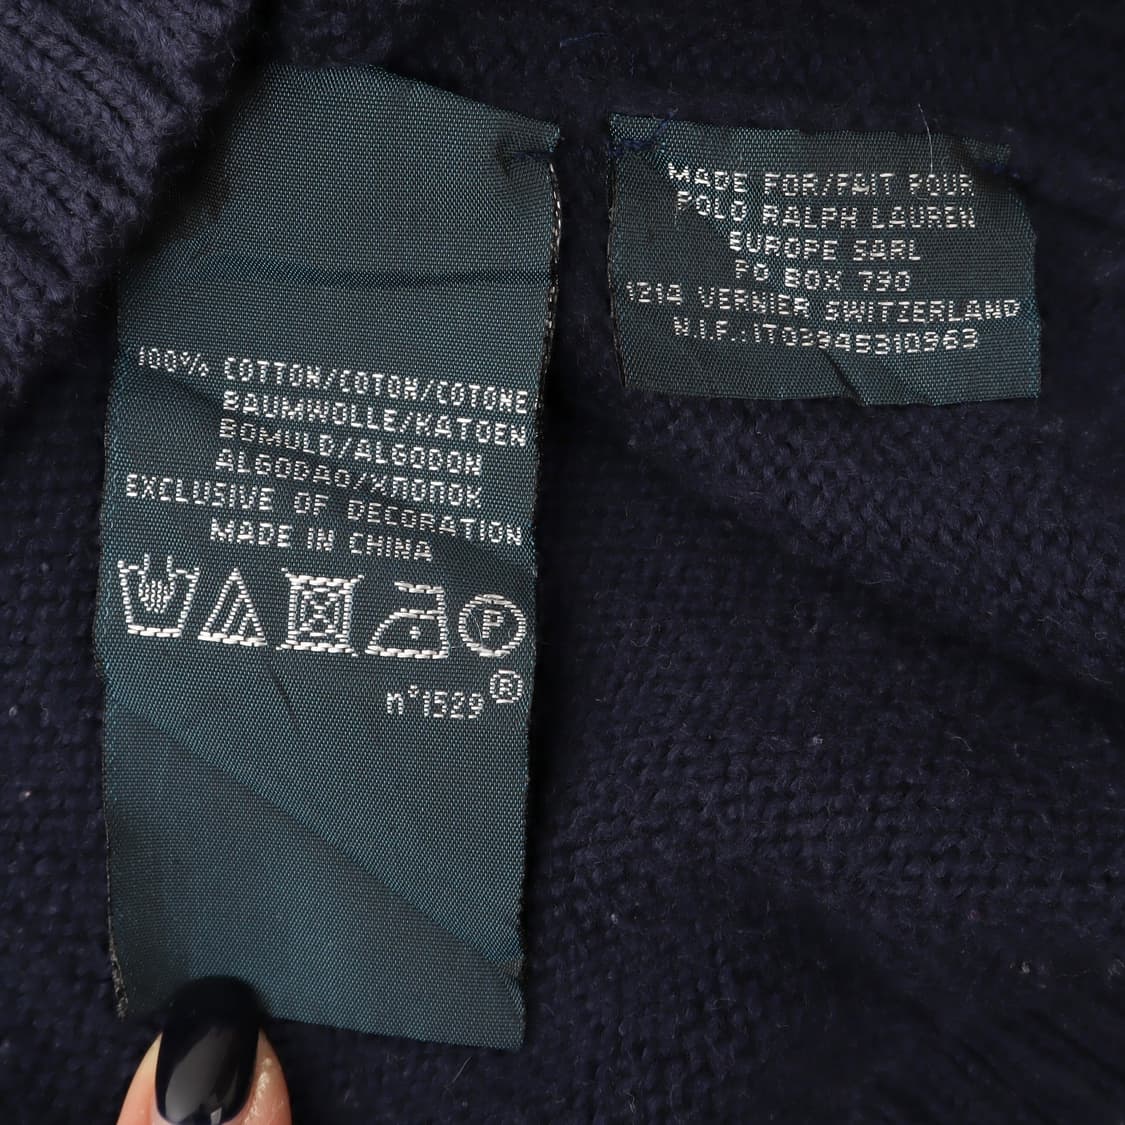 100% COTTON/COTON/COTONE
BAUMWOLLE/KATOEN
BOMULD/ALGODON
ALGODAO/ХЛОПОК
EXCLUSIVE OF DECORATION
MADE IN CHINA
P
n°1529®
MADE FOR/FAIT POUR
POLO RALPH LAUREN
EUROPE SARL
PO BOX 790
1214 VERNIER SWITZERLAND
N.I.F.:IT03945310963